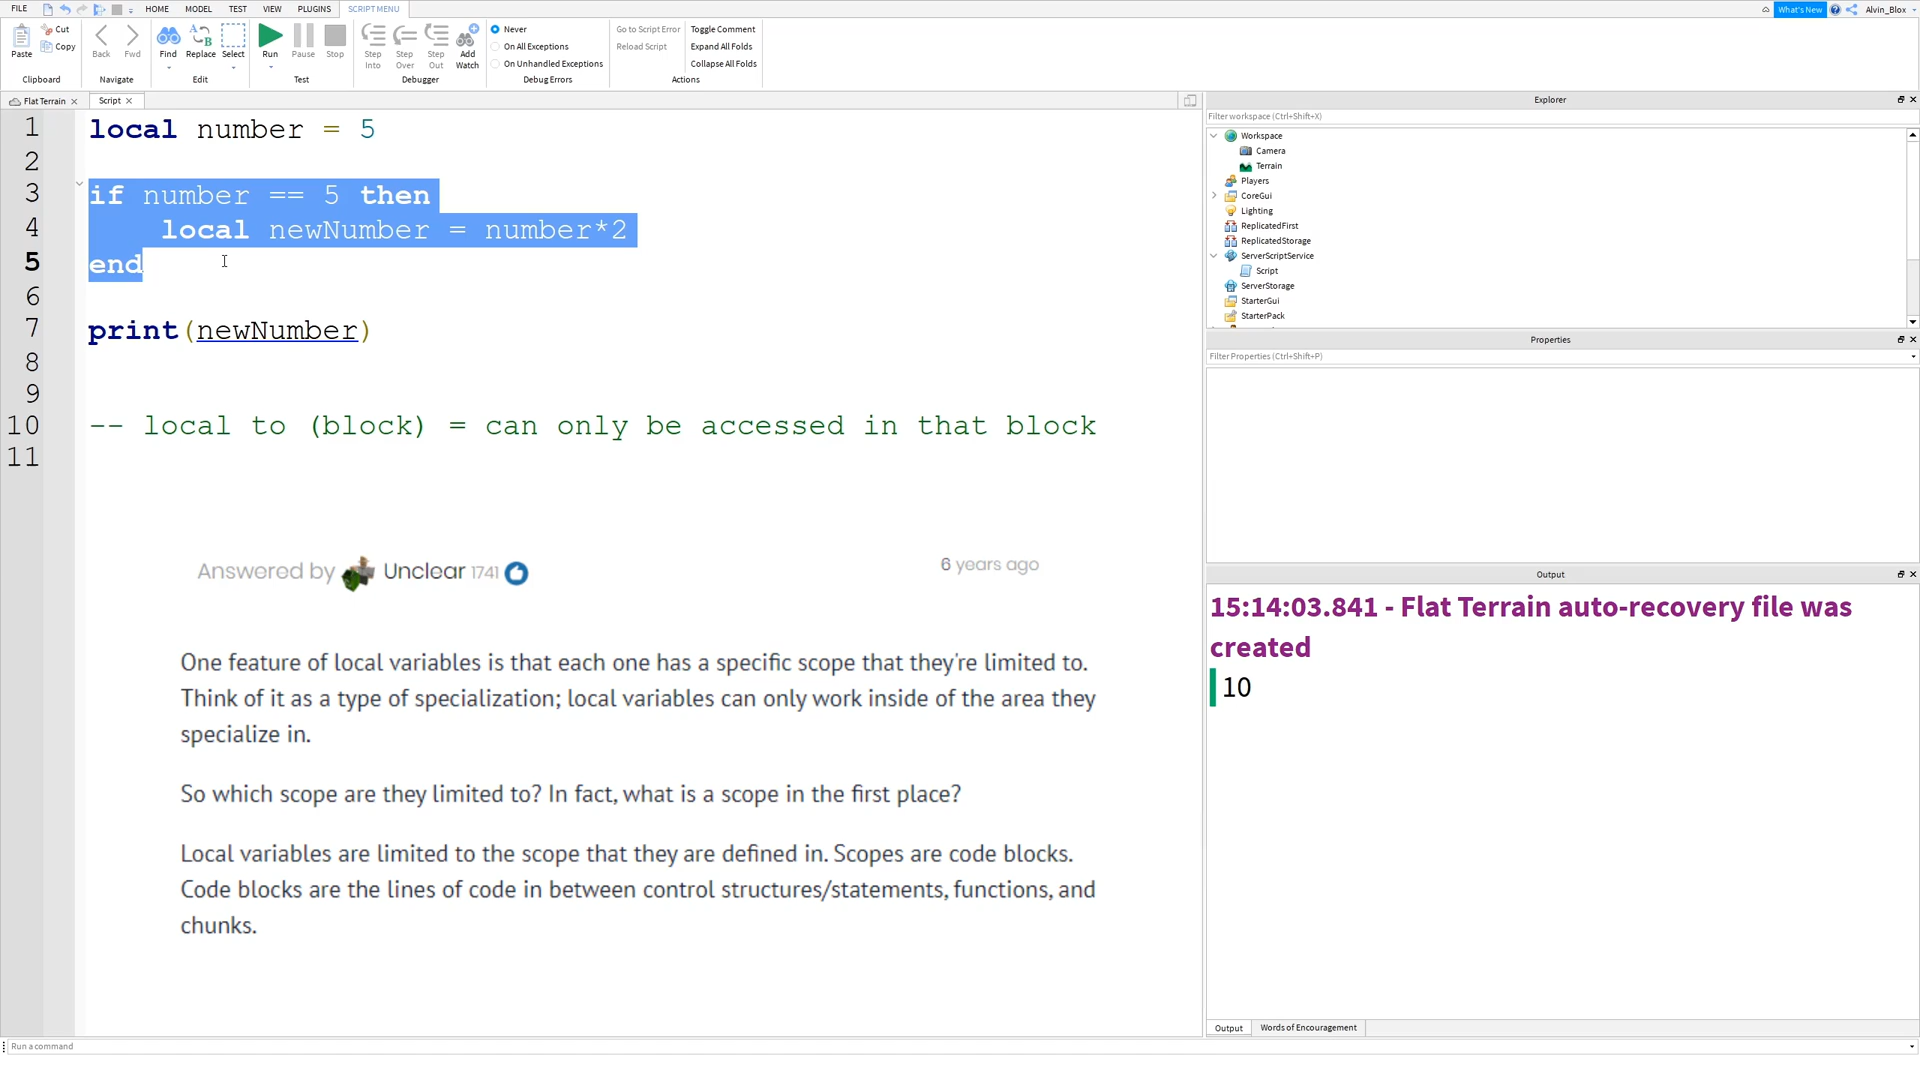 FILE HOME MODEL TEST VIEW PLUGINS SCRIPT MENU What's New Alvin_Blox
Paste Cut Copy Back Fwd Find Replace Select Run Pause Stop Step Into Step Over Step Out Add Watch
Never Go to Script Error Toggle Comment
On All Exceptions Reload Script Expand All Folds
On Unhandled Exceptions Collapse All Folds
Clipboard Navigate Edit Test Debugger Debug Errors Actions
Flat Terrain Script
1 local number = 5
2
3 if number == 5 then
4 local newNumber = number*2
5 end
6
7 print(newNumber)
8
9
10 -- local to (block) = can only be accessed in that block
11
Answered by Unclear 1741 6 years ago
One feature of local variables is that each one has a specific scope that they're limited to.
Think of it as a type of specialization; local variables can only work inside of the area they
specialize in.
So which scope are they limited to? In fact, what is a scope in the first place?
Local variables are limited to the scope that they are defined in. Scopes are code blocks.
Code blocks are the lines of code in between control structures/statements, functions, and
chunks.
Explorer
Filter workspace (Ctrl+Shift+X)
Workspace
Camera
Terrain
Players
CoreGui
Lighting
ReplicatedFirst
ReplicatedStorage
ServerScriptService
Script
ServerStorage
StarterGui
StarterPack
Properties
Filter Properties (Ctrl+Shift+P)
Output
15:14:03.841 - Flat Terrain auto-recovery file was
created
10
Output Words of Encouragement
Run a command